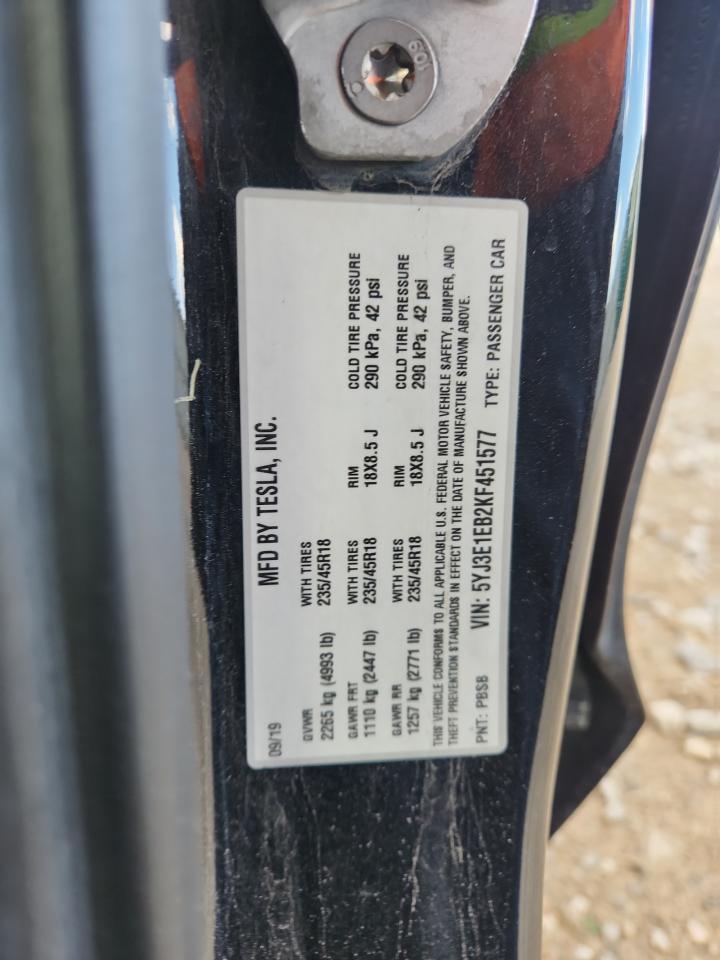 09/19 MFD BY TESLA, INC.
GVWR WITH TIRES
2265 kg (4993 lb) 235/45R18
GAWR FRT WITH TIRES RIM COLD TIRE PRESSURE
1110 kg (2447 lb) 235/45R18 18X8.5 J 290 kPa, 42 psi
GAWR RR WITH TIRES RIM COLD TIRE PRESSURE
1257 kg (2771 lb) 235/45R18 18X8.5 J 290 kPa, 42 psi
THIS VEHICLE CONFORMS TO ALL APPLICABLE U.S. FEDERAL MOTOR VEHICLE SAFETY, BUMPER, AND
THEFT PREVENTION STANDARDS IN EFFECT ON THE DATE OF MANUFACTURE SHOWN ABOVE.
PNT: PBSB VIN: 5YJ3E1EB2KF451577 TYPE: PASSENGER CAR